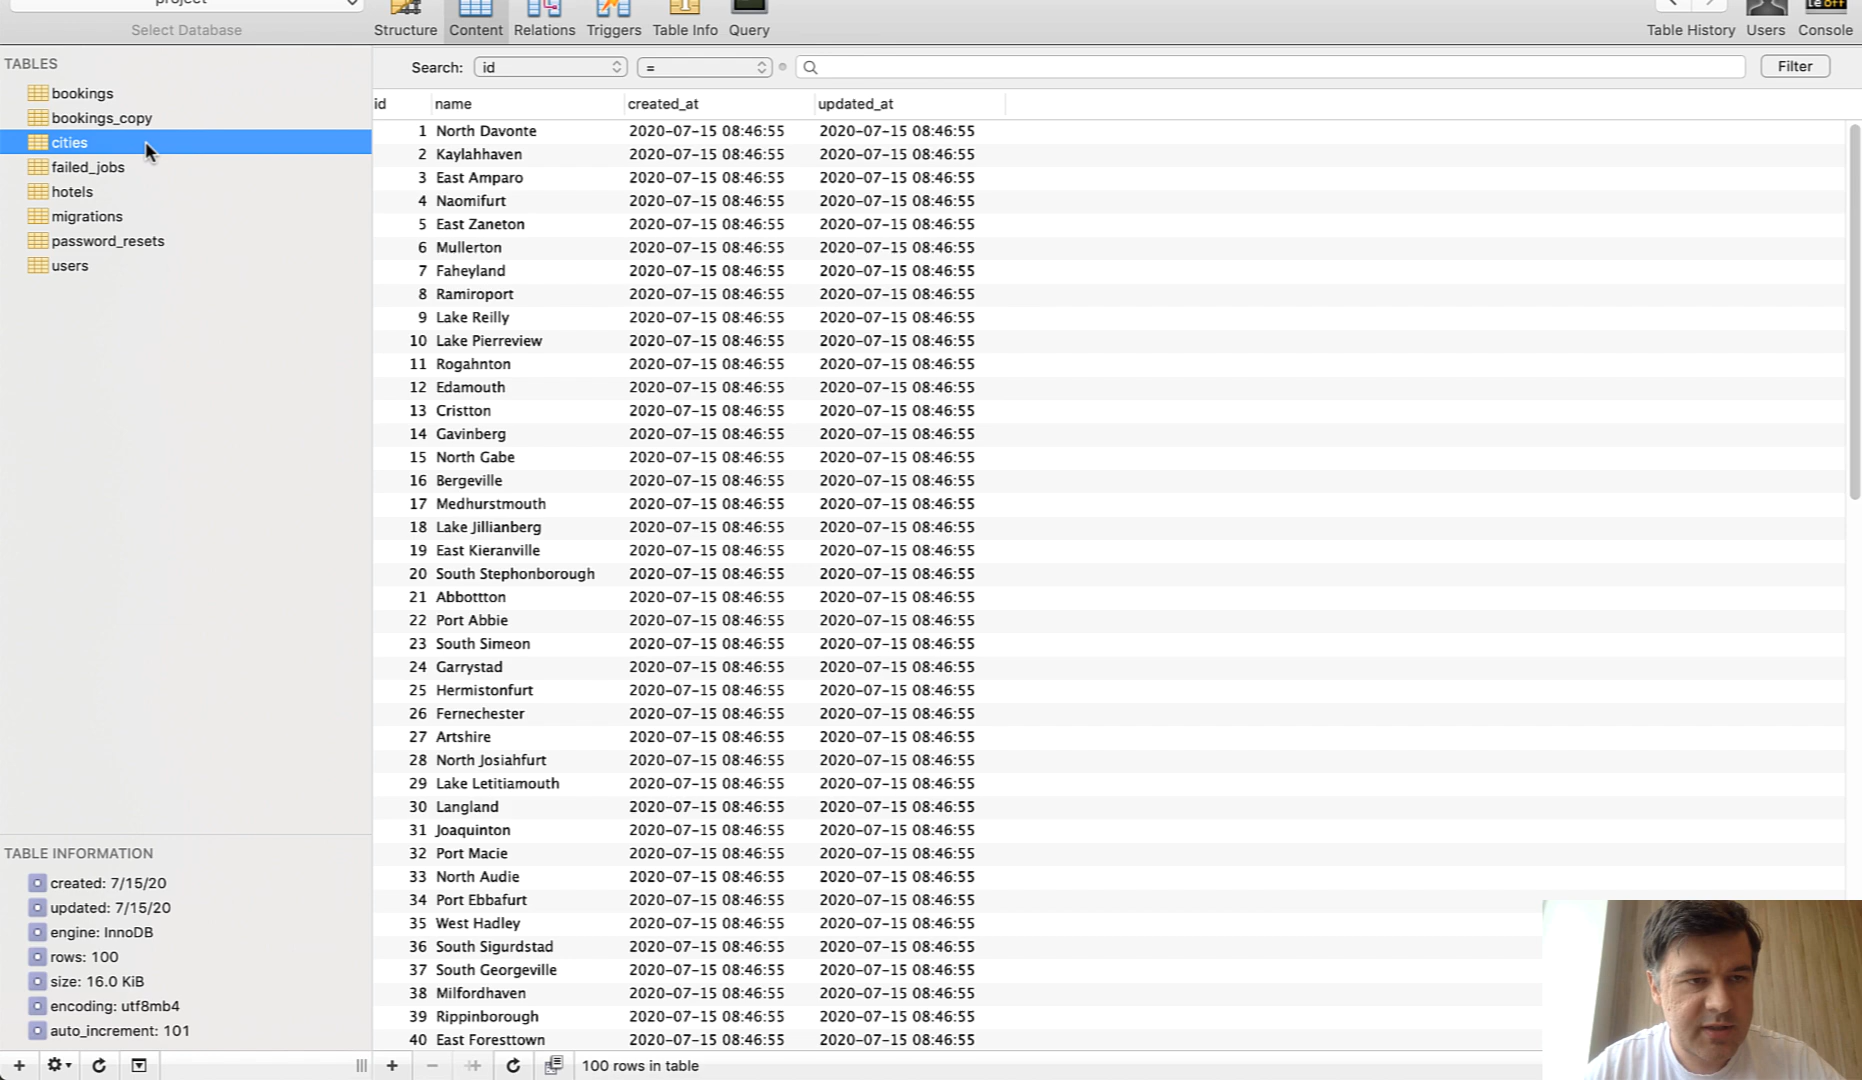 project
Select Database
Structure Content Relations Triggers Table Info Query
Table History Users Console
TABLES
bookings
bookings_copy
cities
failed_jobs
hotels
migrations
password_resets
users
Search: id = Filter
id name created_at updated_at
1 North Davonte 2020-07-15 08:46:55 2020-07-15 08:46:55
2 Kaylahhaven 2020-07-15 08:46:55 2020-07-15 08:46:55
3 East Amparo 2020-07-15 08:46:55 2020-07-15 08:46:55
4 Naomifurt 2020-07-15 08:46:55 2020-07-15 08:46:55
5 East Zaneton 2020-07-15 08:46:55 2020-07-15 08:46:55
6 Mullerton 2020-07-15 08:46:55 2020-07-15 08:46:55
7 Faheyland 2020-07-15 08:46:55 2020-07-15 08:46:55
8 Ramiroport 2020-07-15 08:46:55 2020-07-15 08:46:55
9 Lake Reilly 2020-07-15 08:46:55 2020-07-15 08:46:55
10 Lake Pierreview 2020-07-15 08:46:55 2020-07-15 08:46:55
11 Rogahnton 2020-07-15 08:46:55 2020-07-15 08:46:55
12 Edamouth 2020-07-15 08:46:55 2020-07-15 08:46:55
13 Cristton 2020-07-15 08:46:55 2020-07-15 08:46:55
14 Gavinberg 2020-07-15 08:46:55 2020-07-15 08:46:55
15 North Gabe 2020-07-15 08:46:55 2020-07-15 08:46:55
16 Bergeville 2020-07-15 08:46:55 2020-07-15 08:46:55
17 Medhurstmouth 2020-07-15 08:46:55 2020-07-15 08:46:55
18 Lake Jillianberg 2020-07-15 08:46:55 2020-07-15 08:46:55
19 East Kieranville 2020-07-15 08:46:55 2020-07-15 08:46:55
20 South Stephonborough 2020-07-15 08:46:55 2020-07-15 08:46:55
21 Abbottton 2020-07-15 08:46:55 2020-07-15 08:46:55
22 Port Abbie 2020-07-15 08:46:55 2020-07-15 08:46:55
23 South Simeon 2020-07-15 08:46:55 2020-07-15 08:46:55
24 Garrystad 2020-07-15 08:46:55 2020-07-15 08:46:55
25 Hermistonfurt 2020-07-15 08:46:55 2020-07-15 08:46:55
26 Fernechester 2020-07-15 08:46:55 2020-07-15 08:46:55
27 Artshire 2020-07-15 08:46:55 2020-07-15 08:46:55
28 North Josiahfurt 2020-07-15 08:46:55 2020-07-15 08:46:55
29 Lake Letitiamouth 2020-07-15 08:46:55 2020-07-15 08:46:55
30 Langland 2020-07-15 08:46:55 2020-07-15 08:46:55
31 Joaquinton 2020-07-15 08:46:55 2020-07-15 08:46:55
32 Port Macie 2020-07-15 08:46:55 2020-07-15 08:46:55
33 North Audie 2020-07-15 08:46:55 2020-07-15 08:46:55
34 Port Ebbafurt 2020-07-15 08:46:55 2020-07-15 08:46:55
35 West Hadley 2020-07-15 08:46:55 2020-07-15 08:46:55
36 South Sigurdstad 2020-07-15 08:46:55 2020-07-15 08:46:55
37 South Georgeville 2020-07-15 08:46:55 2020-07-15 08:46:55
38 Milfordhaven 2020-07-15 08:46:55 2020-07-15 08:46:55
39 Rippinborough 2020-07-15 08:46:55 2020-07-15 08:46:55
40 East Foresttown 2020-07-15 08:46:55 2020-07-15 08:46:55
TABLE INFORMATION
created: 7/15/20
updated: 7/15/20
engine: InnoDB
rows: 100
size: 16.0 KiB
encoding: utf8mb4
auto_increment: 101
100 rows in table